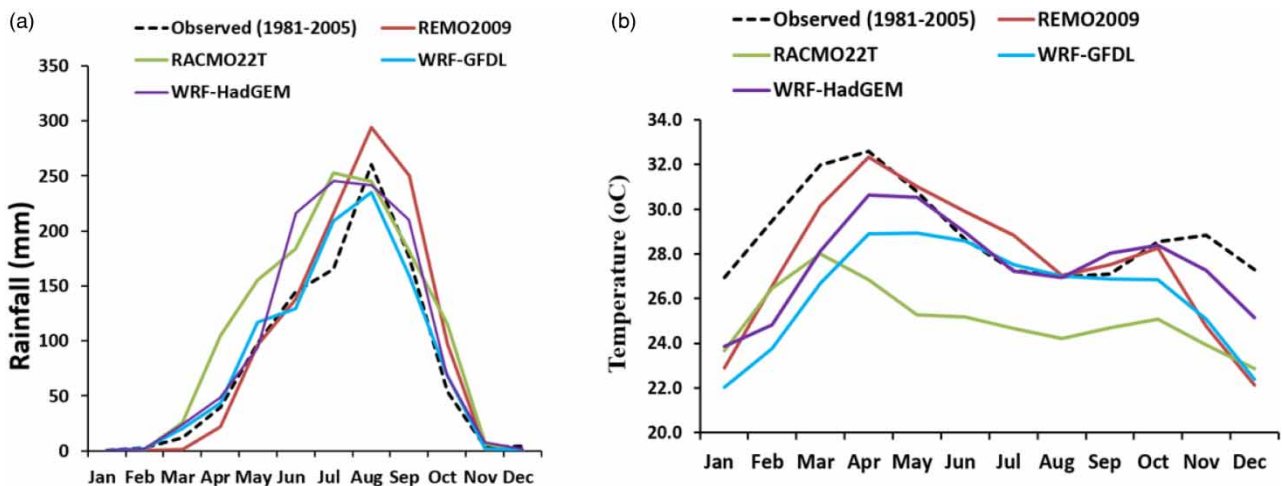 (a)
Observed (1981-2005) REMO2009
RACMO22T WRF-GFDL
WRF-HadGEM
Rainfall (mm)
350
300
250
200
150
100
50
0
Jan Feb Mar Apr May Jun Jul Aug Sep Oct Nov Dec
(b)
Observed (1981-2005) REMO2009
RACMO22T WRF-GFDL
WRF-HadGEM
Temperature (oC)
34.0
32.0
30.0
28.0
26.0
24.0
22.0
20.0
Jan Feb Mar Apr May Jun Jul Aug Sep Oct Nov Dec